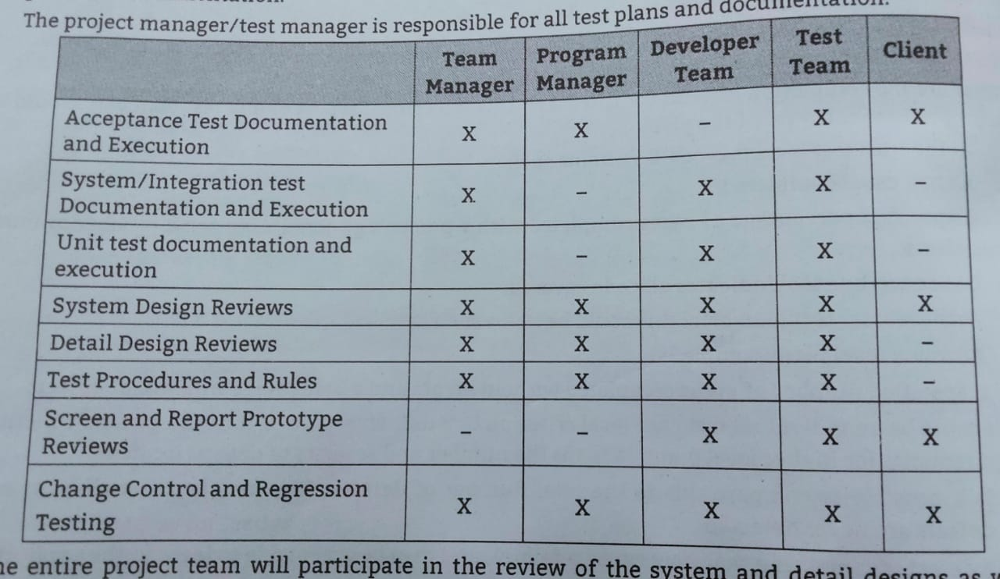 The project manager/test manager is responsible for all test plans and documentation.
Team Manager Program Manager Developer Team Test Team Client
Acceptance Test Documentation and Execution X X – X X
System/Integration test Documentation and Execution X – X X –
Unit test documentation and execution X – X X –
System Design Reviews X X X X X
Detail Design Reviews X X X X –
Test Procedures and Rules X X X X –
Screen and Report Prototype Reviews – – X X X
Change Control and Regression Testing X X X X X
entire project team will participate in the review of the system and detail designs as